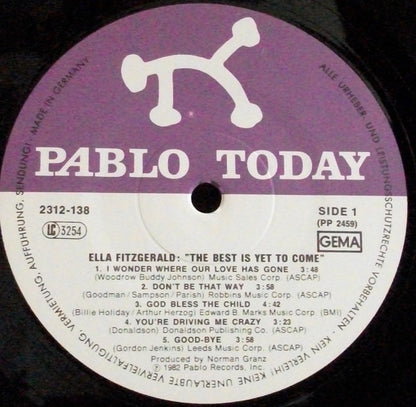 PABLO TODAY
2312-138
SIDE 1
(PP 2459)
LC 3254
GEMA
ELLA FITZGERALD: "THE BEST IS YET TO COME"
1. I WONDER WHERE OUR LOVE HAS GONE 3:48
(Woodrow Buddy Johnson) Music Sales Corp. (ASCAP)
2. DON'T BE THAT WAY 3:58
(Goodman / Sampson / Parish) Robbins Music Corp. (ASCAP)
3. GOD BLESS THE CHILD 4:42
(Billie Holiday / Arthur Herzog) Edward B. Marks Music Corp. (BMI)
4. YOU'RE DRIVING ME CRAZY 3:23
(Donaldson) Donaldson Publishing Co. (ASCAP)
5. GOOD-BYE 3:58
(Gordon Jenkins) Leeds Music Corp. (ASCAP)
Produced by Norman Granz
℗ 1982 Pablo Records, Inc.
ALLE URHEBER- UND LEISTUNGSSCHUTZRECHTE VORBEHALTEN · KEIN VERLEIH! KEINE UNERLAUBTE VERVIELFÄLTIGUNG, VERMIETUNG, AUFFÜHRUNG, SENDUNG! · MADE IN GERMANY